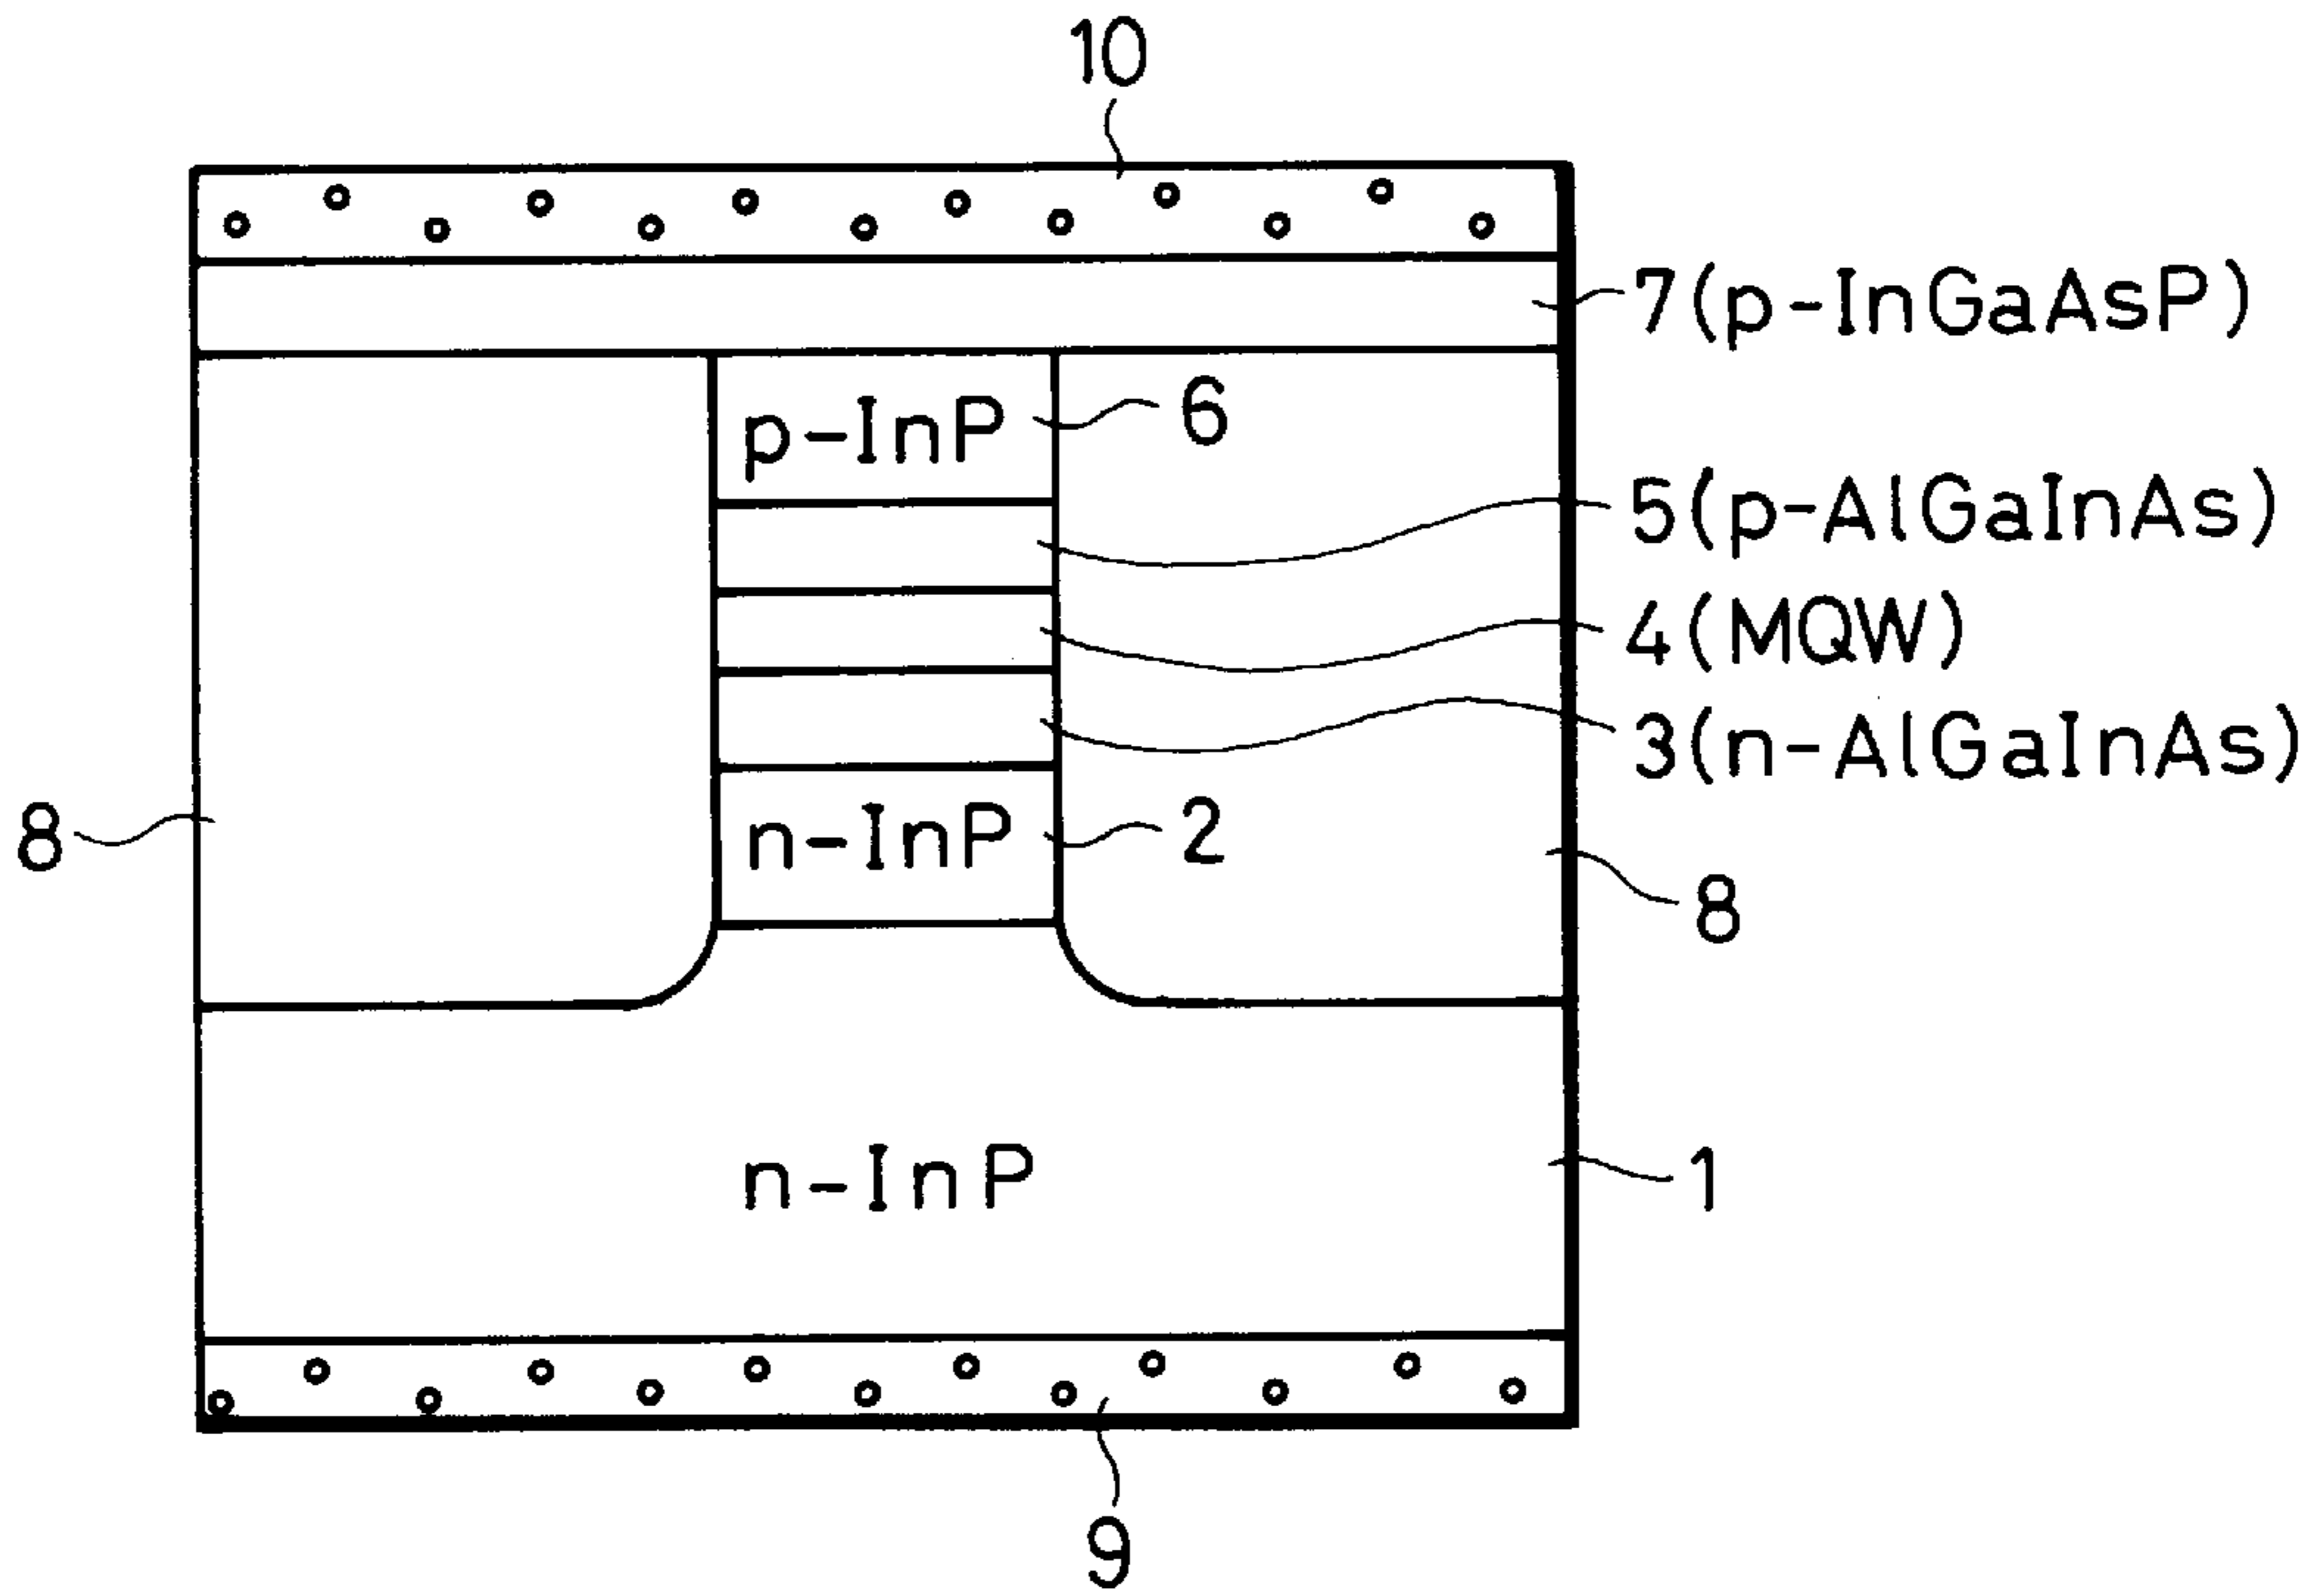 10
7(p-InGaAsP)
p-InP 6
5(p-AlGaInAs)
4(MQW)
3(n-AlGaInAs)
8 n-InP 2
8
n-InP 1
9